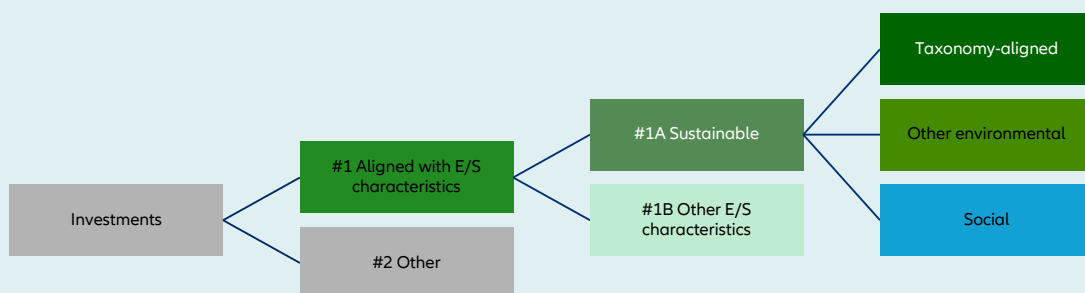 Investments
#1 Aligned with E/S
characteristics
#2 Other
#1A Sustainable
#1B Other E/S
characteristics
Taxonomy-aligned
Other environmental
Social